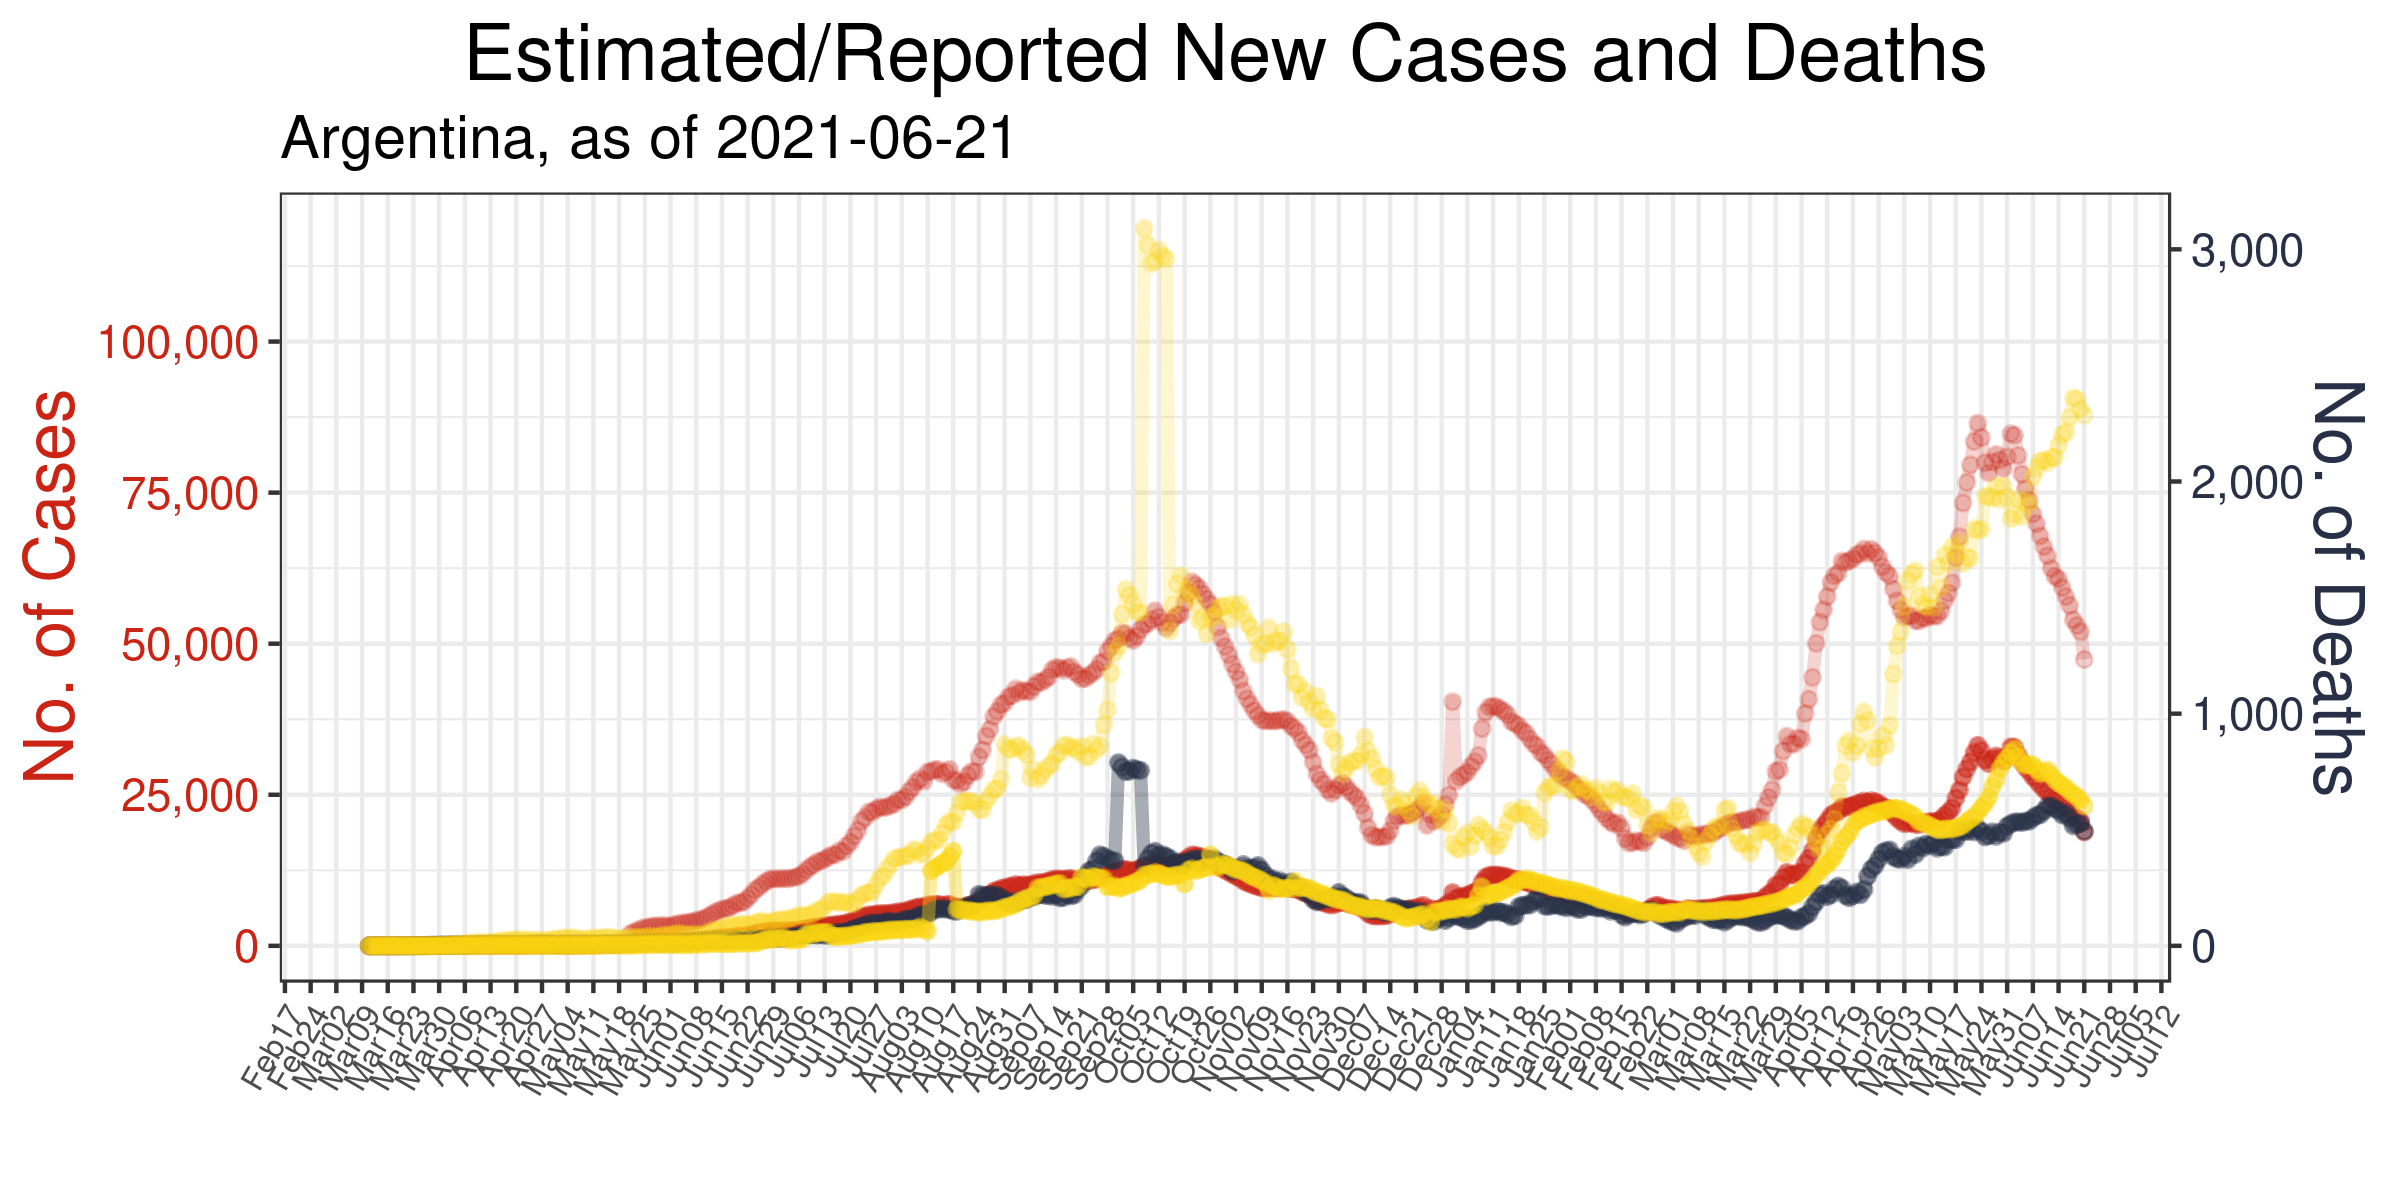 Estimated/Reported New Cases and Deaths
Argentina, as of 2021-06-21
No. of Cases
100,000
75,000
50,000
25,000
0
3,000
2,000
1,000
0
No. of Deaths
Feb17
Feb24
Mar02
Mar09
Mar16
Mar23
Mar30
Apr06
Apr13
Apr20
Apr27
May04
May11
May18
May25
Jun01
Jun08
Jun15
Jun22
Jun29
Jul06
Jul13
Jul20
Jul27
Aug03
Aug10
Aug17
Aug24
Aug31
Sep07
Sep14
Sep21
Sep28
Oct05
Oct12
Oct19
Oct26
Nov02
Nov09
Nov16
Nov23
Nov30
Dec07
Dec14
Dec21
Dec28
Jan04
Jan11
Jan18
Jan25
Feb01
Feb08
Feb15
Feb22
Mar01
Mar08
Mar15
Mar22
Mar29
Apr05
Apr12
Apr19
Apr26
May03
May10
May17
May24
May31
Jun07
Jun14
Jun21
Jun28
Jul05
Jul12